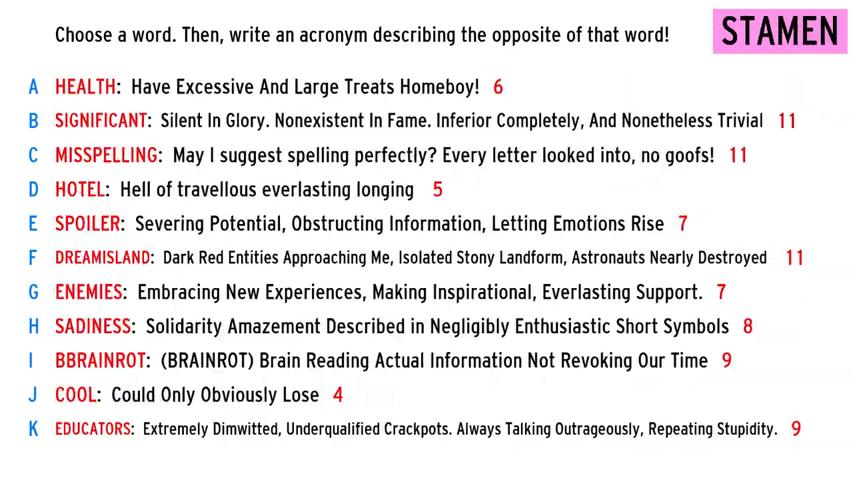 Choose a word. Then, write an acronym describing the opposite of that word!
STAMEN
A HEALTH: Have Excessive And Large Treats Homeboy! 6
B SIGNIFICANT: Silent In Glory. Nonexistent In Fame. Inferior Completely, And Nonetheless Trivial 11
C MISSPELLING: May I suggest spelling perfectly? Every letter looked into, no goofs! 11
D HOTEL: Hell of travellous everlasting longing 5
E SPOILER: Severing Potential, Obstructing Information, Letting Emotions Rise 7
F DREAMISLAND: Dark Red Entities Approaching Me, Isolated Stony Landform, Astronauts Nearly Destroyed 11
G ENEMIES: Embracing New Experiences, Making Inspirational, Everlasting Support. 7
H SADINESS: Solidarity Amazement Described in Negligibly Enthusiastic Short Symbols 8
I BBRAINROT: (BRAINROT) Brain Reading Actual Information Not Revoking Our Time 9
J COOL: Could Only Obviously Lose 4
K EDUCATORS: Extremely Dimwitted, Underqualified Crackpots. Always Talking Outrageously, Repeating Stupidity. 9